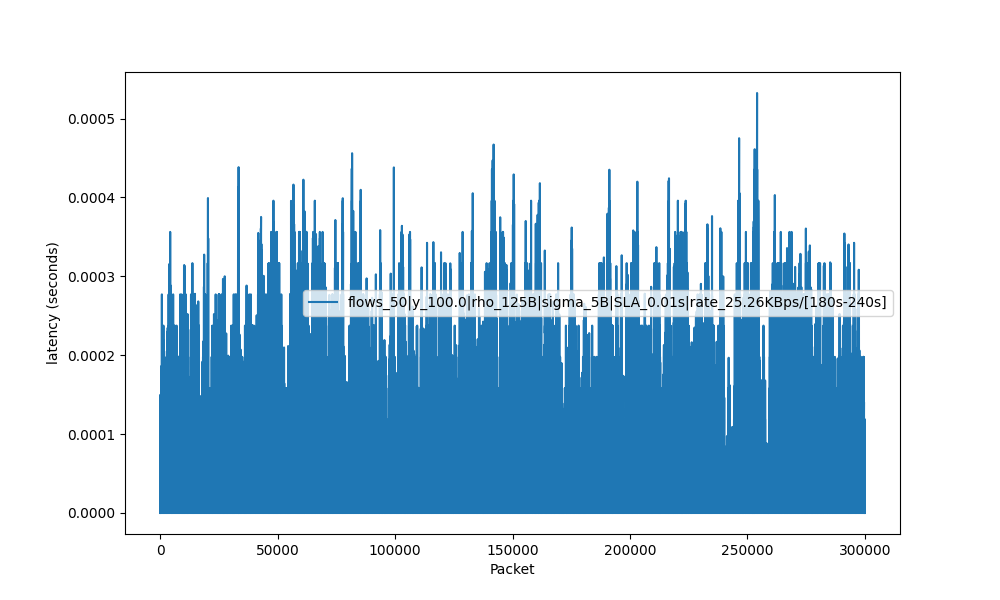 0.0005
0.0004
0.0003
0.0002
0.0001
0.0000
latency (seconds)
flows_50|y_100.0|rho_125B|sigma_5B|SLA_0.01s|rate_25.26KBps/[180s-240s]
0 50000 100000 150000 200000 250000 300000
Packet